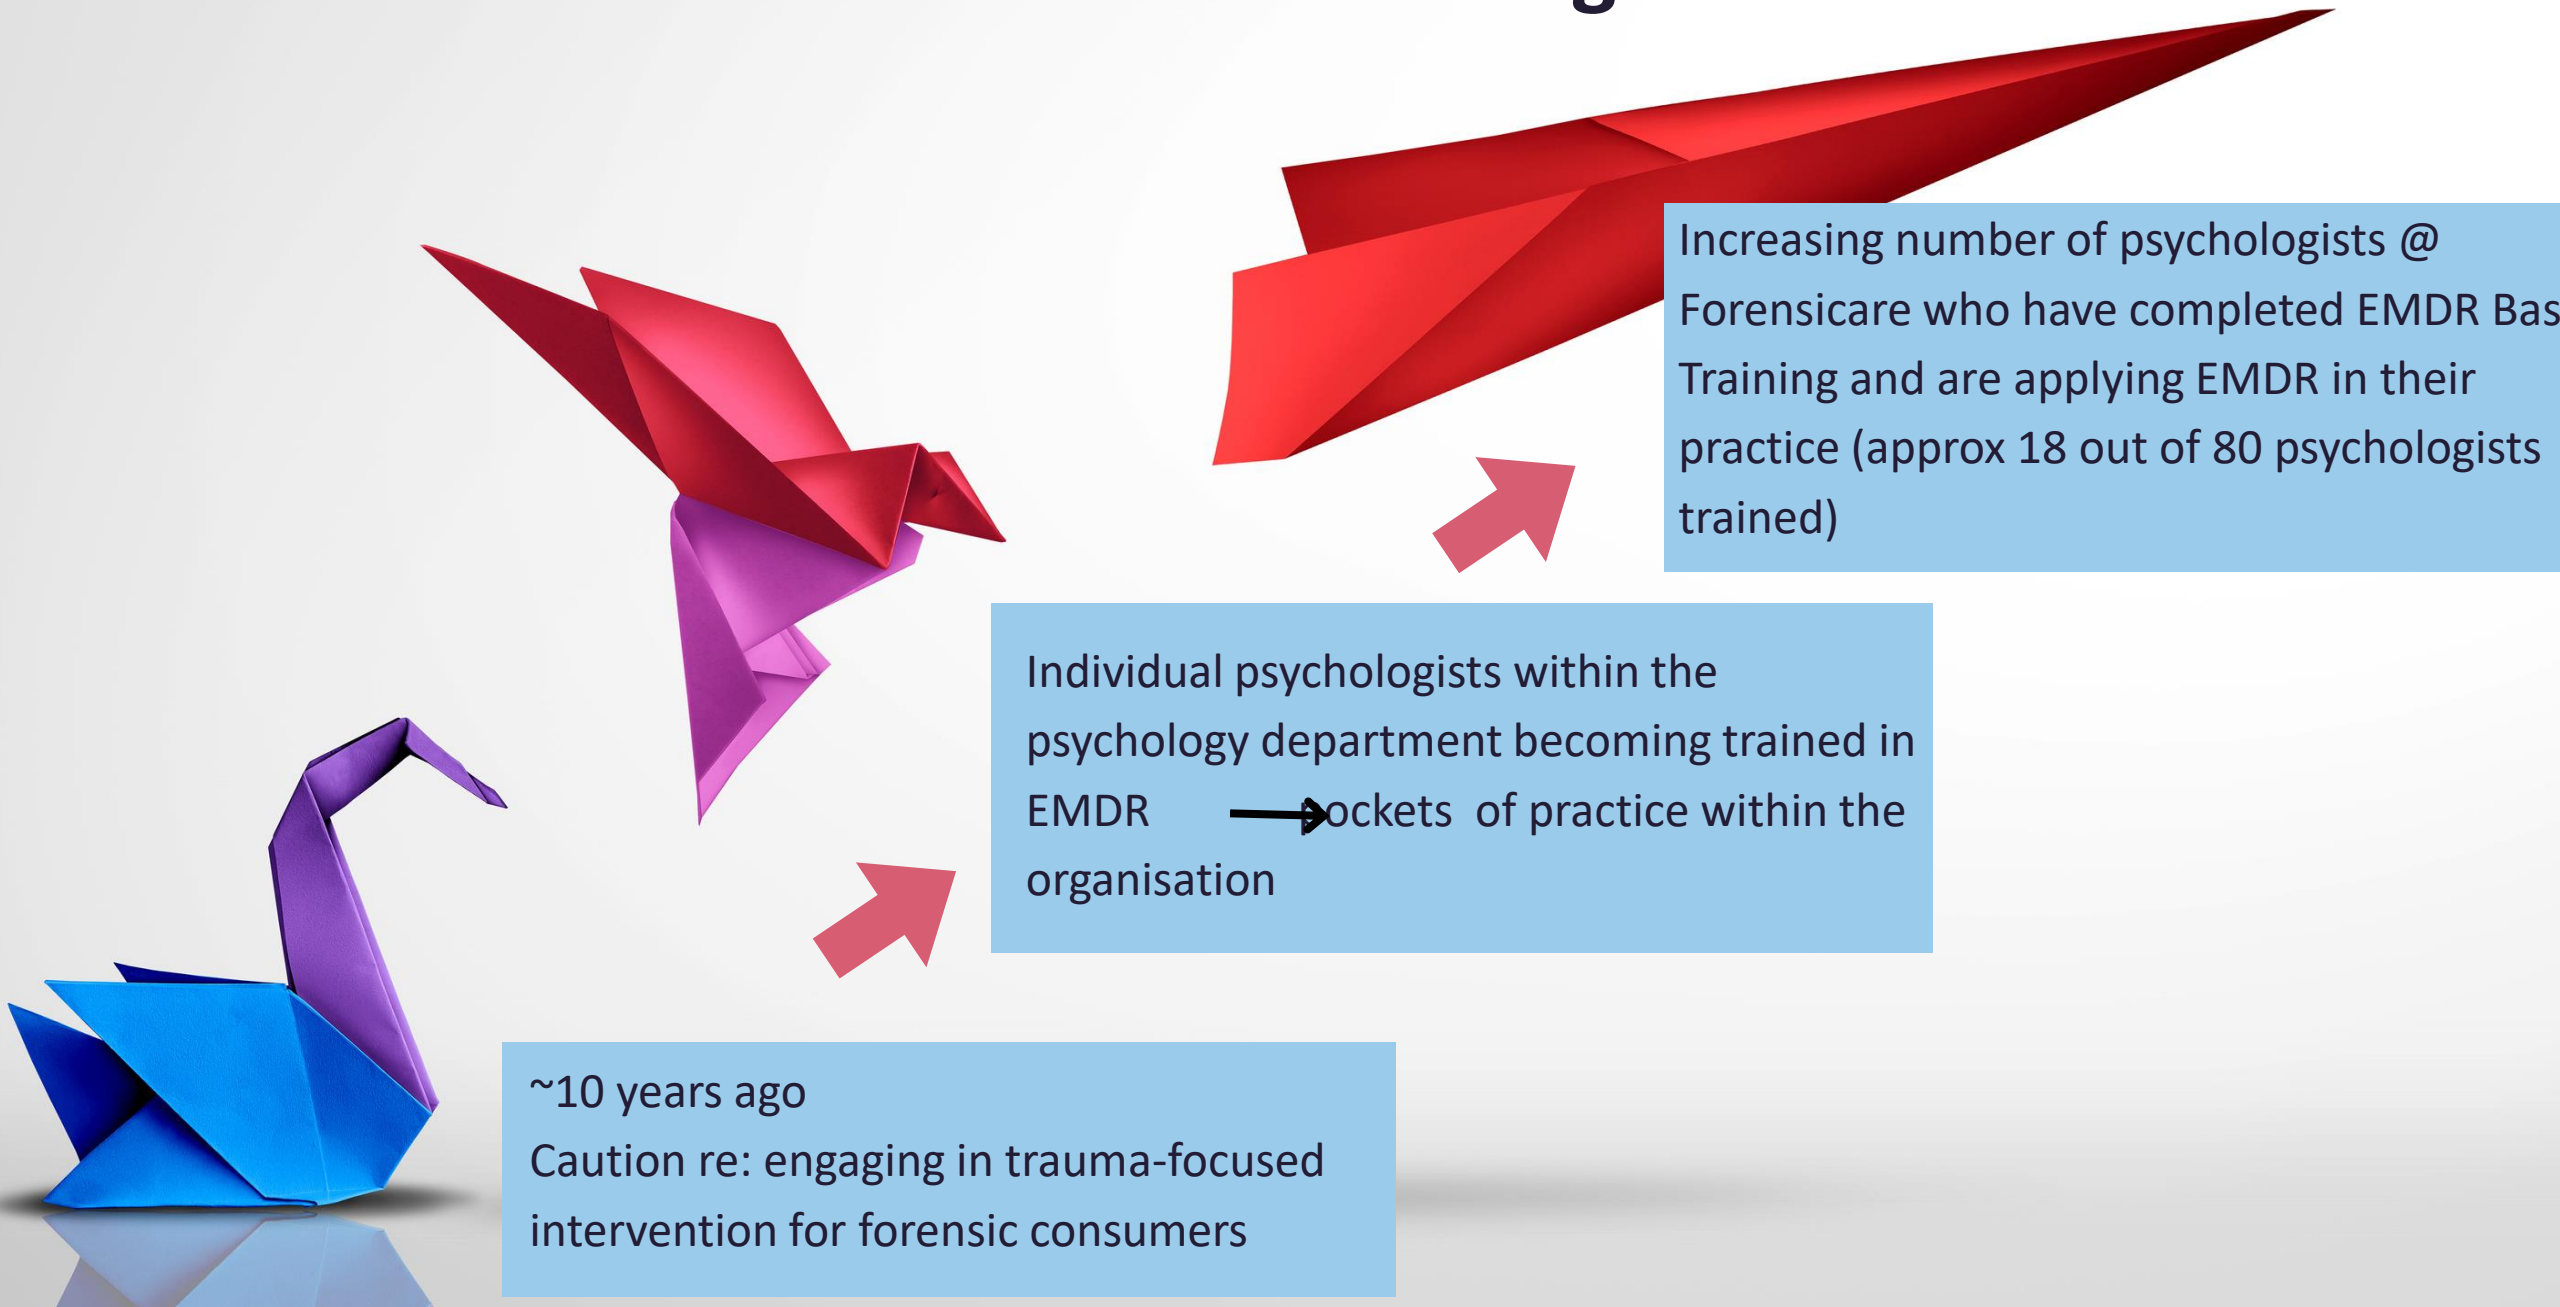 ~10 years ago
Caution re: engaging in trauma-focused
intervention for forensic consumers
Individual psychologists within the
psychology department becoming trained in
EMDR → pockets of practice within the
organisation
Increasing number of psychologists @
Forensicare who have completed EMDR Bas
Training and are applying EMDR in their
practice (approx 18 out of 80 psychologists
trained)